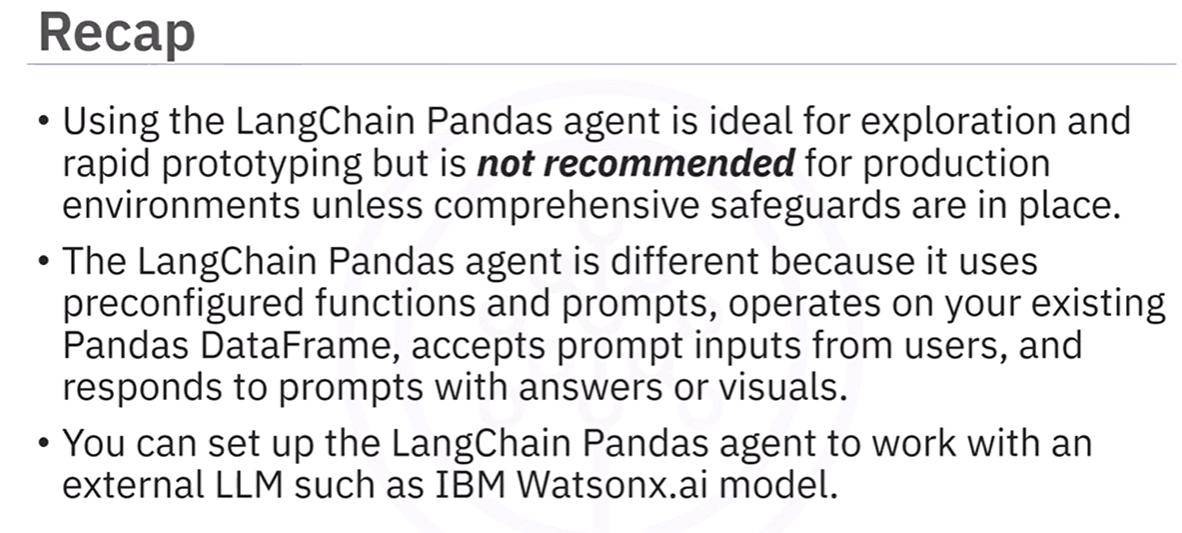 Recap
• Using the LangChain Pandas agent is ideal for exploration and
rapid prototyping but is not recommended for production
environments unless comprehensive safeguards are in place.
• The LangChain Pandas agent is different because it uses
preconfigured functions and prompts, operates on your existing
Pandas DataFrame, accepts prompt inputs from users, and
responds to prompts with answers or visuals.
• You can set up the LangChain Pandas agent to work with an
external LLM such as IBM Watsonx.ai model.